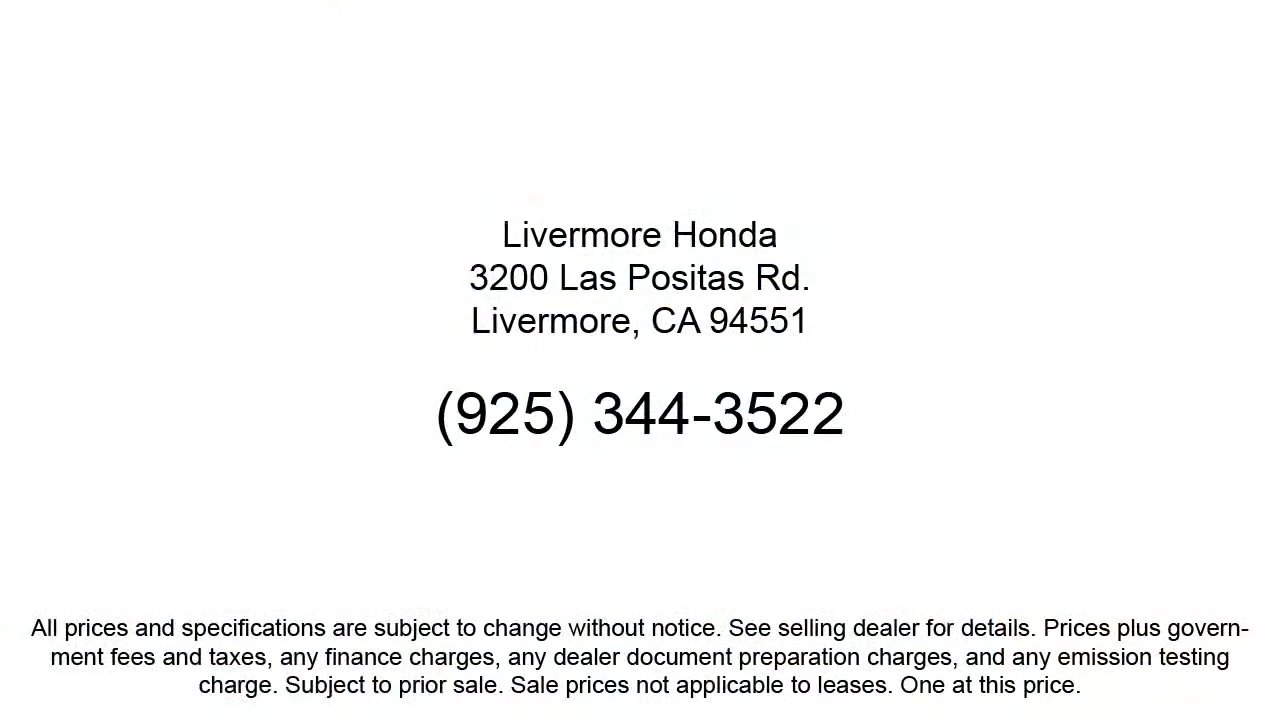 Livermore Honda
3200 Las Positas Rd.
Livermore, CA 94551
(925) 344-3522
All prices and specifications are subject to change without notice. See selling dealer for details. Prices plus govern-
ment fees and taxes, any finance charges, any dealer document preparation charges, and any emission testing
charge. Subject to prior sale. Sale prices not applicable to leases. One at this price.